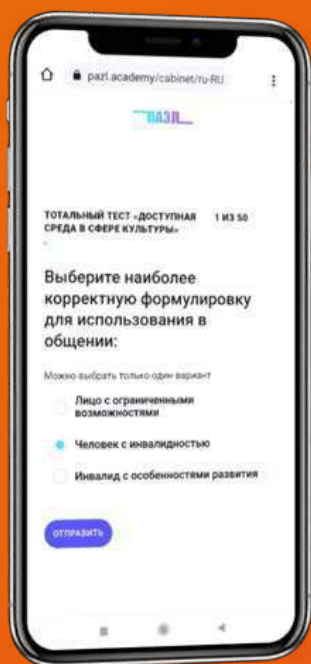 pazl.academy/cabinet/ru-RU
ПАЗЛ
ТОТАЛЬНЫЙ ТЕСТ «ДОСТУПНАЯ 1 ИЗ 50
СРЕДА В СФЕРЕ КУЛЬТУРЫ»
Выберите наиболее
корректную формулировку
для использования в
общении:
Можно выбрать только один вариант
Лицо с ограниченными
возможностями
Человек с инвалидностью
Инвалид с особенностями развития
ОТПРАВИТЬ